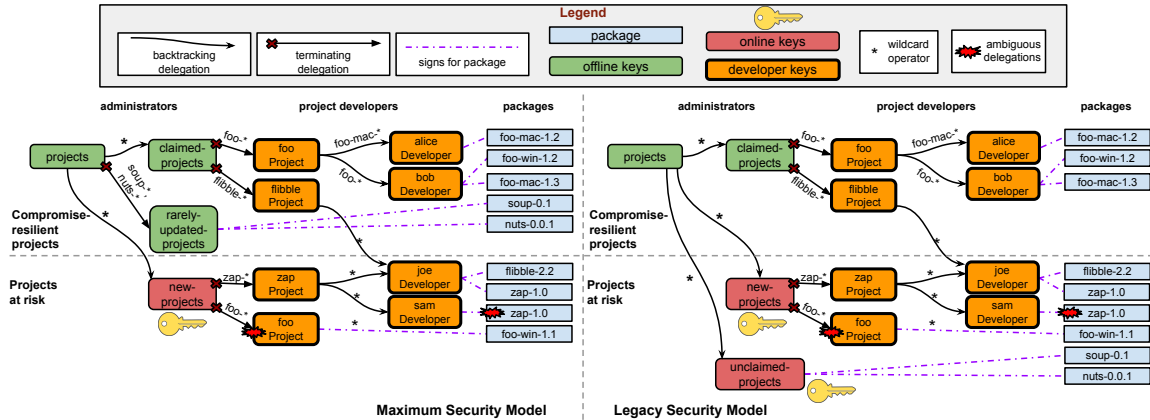 Legend
backtracking
delegation
terminating
delegation
signs for package
package
offline keys
online keys
developer keys
* wildcard
operator
ambiguous
delegations
administrators
project developers
packages
projects
*
soup-*
nuts-*
*
claimed-
projects
foo-*
flibble-*
rarely-
updated-
projects
foo
Project
flibble
Project
foo-mac-*
foo-*
alice
Developer
bob
Developer
foo-mac-1.2
foo-win-1.2
foo-mac-1.3
soup-0.1
nuts-0.0.1
Compromise-
resilient
projects
Projects
at risk
new-
projects
zap-*
foo-*
zap
Project
foo
Project
*
*
*
*
joe
Developer
sam
Developer
flibble-2.2
zap-1.0
zap-1.0
foo-win-1.1
Maximum Security Model
administrators
project developers
packages
projects
*
*
*
claimed-
projects
foo-*
flibble-*
foo
Project
flibble
Project
foo-mac-*
foo-*
alice
Developer
bob
Developer
foo-mac-1.2
foo-win-1.2
foo-mac-1.3
Compromise-
resilient
projects
Projects
at risk
new-
projects
zap-*
foo-*
zap
Project
foo
Project
*
*
*
*
joe
Developer
sam
Developer
flibble-2.2
zap-1.0
zap-1.0
foo-win-1.1
soup-0.1
nuts-0.0.1
unclaimed-
projects
Legacy Security Model